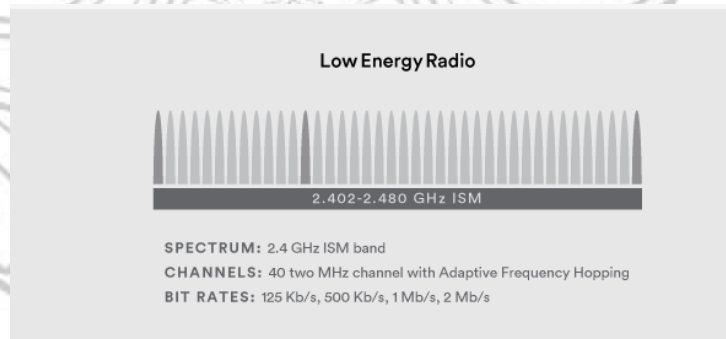 Low Energy Radio
2.402-2.480 GHz ISM
SPECTRUM: 2.4 GHz ISM band
CHANNELS: 40 two MHz channel with Adaptive Frequency Hopping
BIT RATES: 125 Kb/s, 500 Kb/s, 1 Mb/s, 2 Mb/s